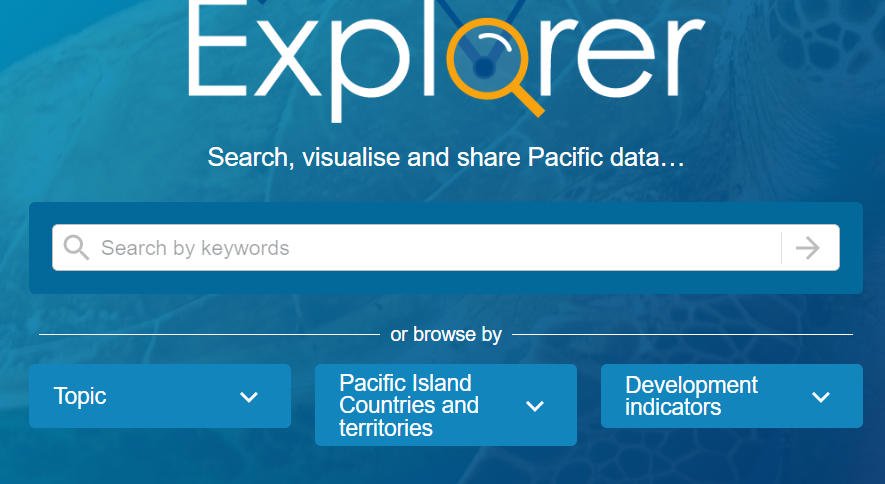 Explorer
Search, visualise and share Pacific data…
Search by keywords
or browse by
Topic
Pacific Island
Countries and
territories
Development
indicators